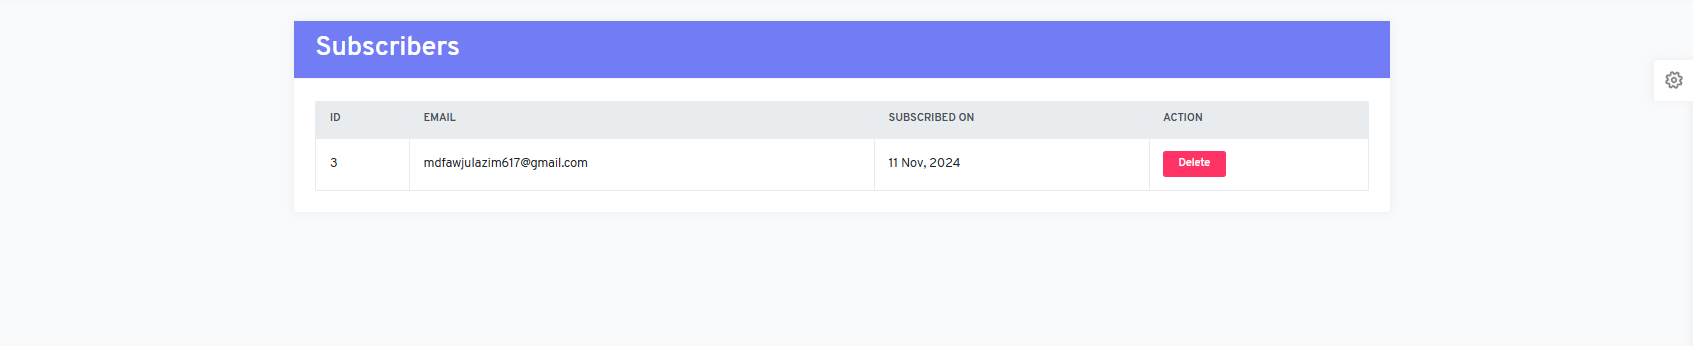 Subscribers
ID EMAIL SUBSCRIBED ON ACTION
3 mdfawjulazim617@gmail.com 11 Nov, 2024 Delete